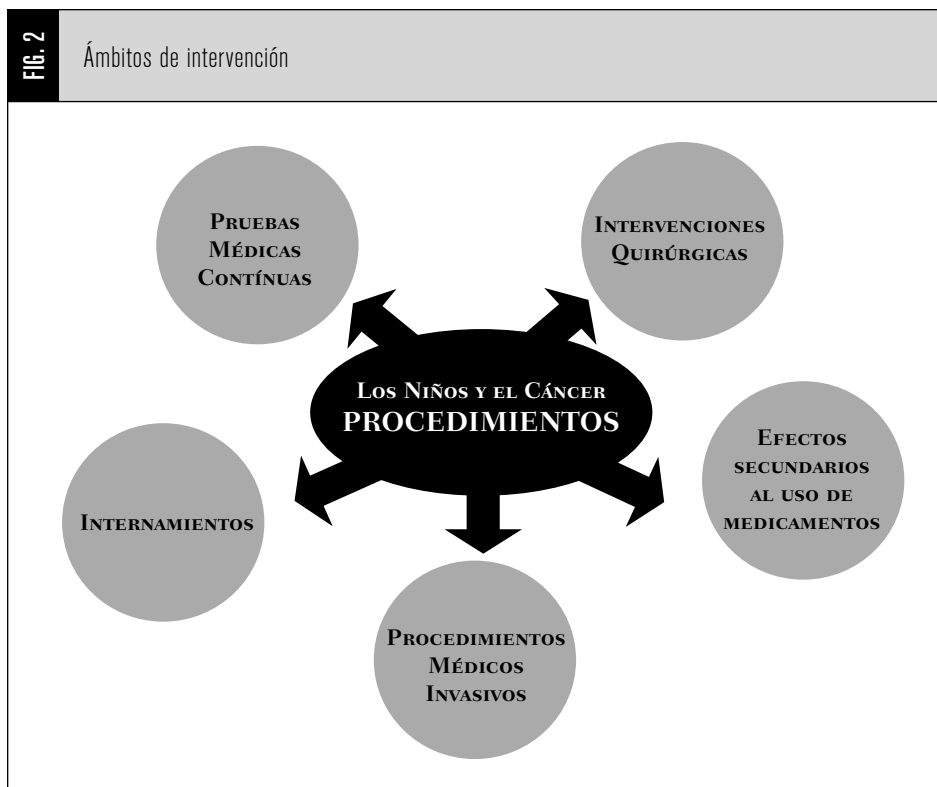 FIG. 2
Ámbitos de intervención
Pruebas
Médicas
Contínuas
Intervenciones
Quirúrgicas
Los Niños y el Cáncer
PROCEDIMIENTOS
Efectos
secundarios
al uso de
medicamentos
Internamientos
Procedimientos
Médicos
Invasivos